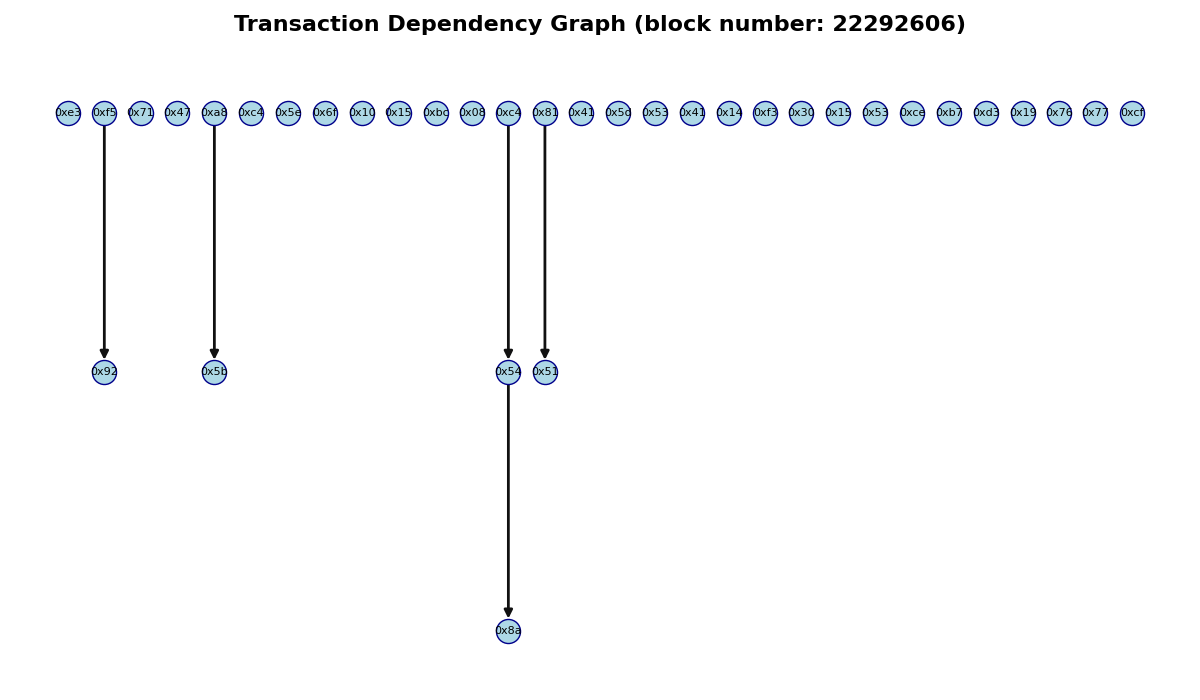 Transaction Dependency Graph (block number: 22292606)
0xe3 0xf5 0x71 0x47 0xa8 0xc4 0x5e 0x6f 0x10 0x15 0xbc 0x08 0xc4 0x81 0x41 0x5d 0x53 0x41 0x14 0xf3 0x30 0x15 0x53 0xce 0xb7 0xd3 0x19 0x76 0x77 0xcf
0x92 0x5b 0x54 0x51
0x8a